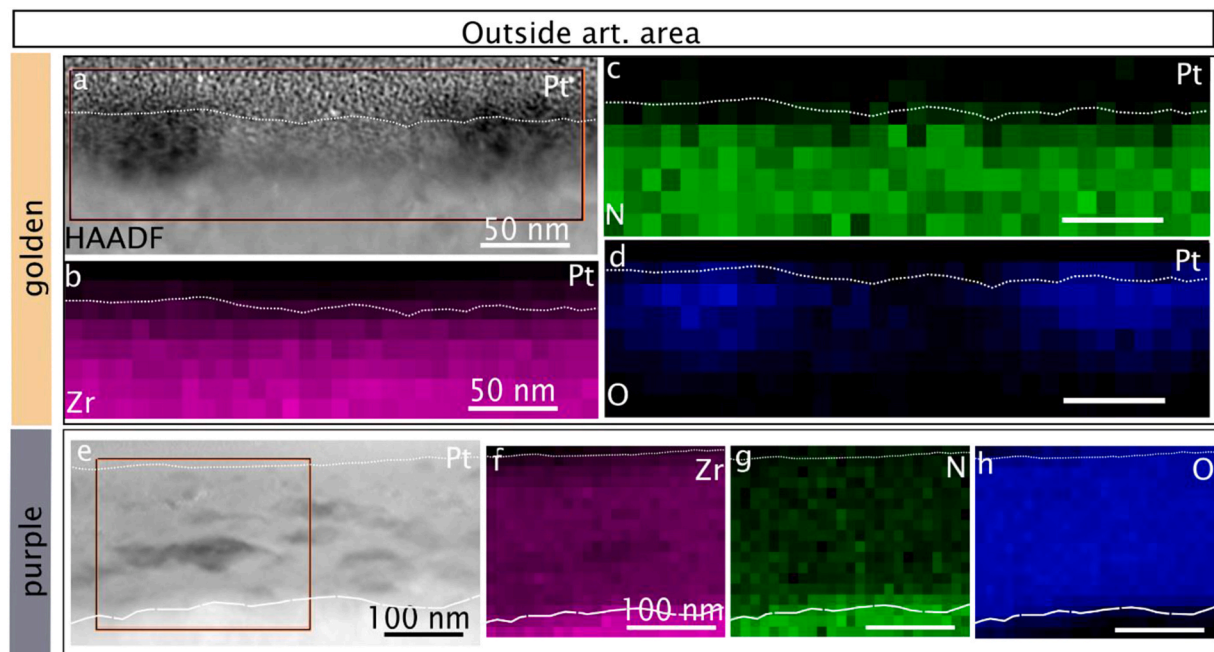 Outside art. area
golden
a
Pt
HAADF
50 nm
b
Pt
Zr
50 nm
c
Pt
N
d
Pt
O
purple
e
Pt
100 nm
f
Zr
100 nm
g
N
h
O